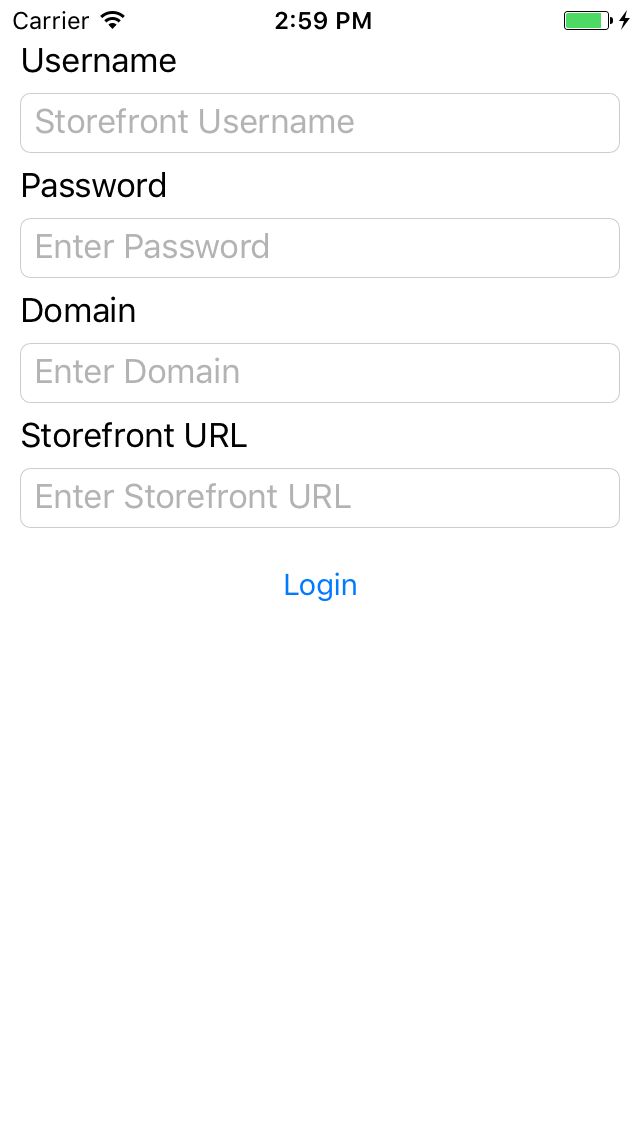 Carrier 2:59 PM
Username
Storefront Username
Password
Enter Password
Domain
Enter Domain
Storefront URL
Enter Storefront URL
Login